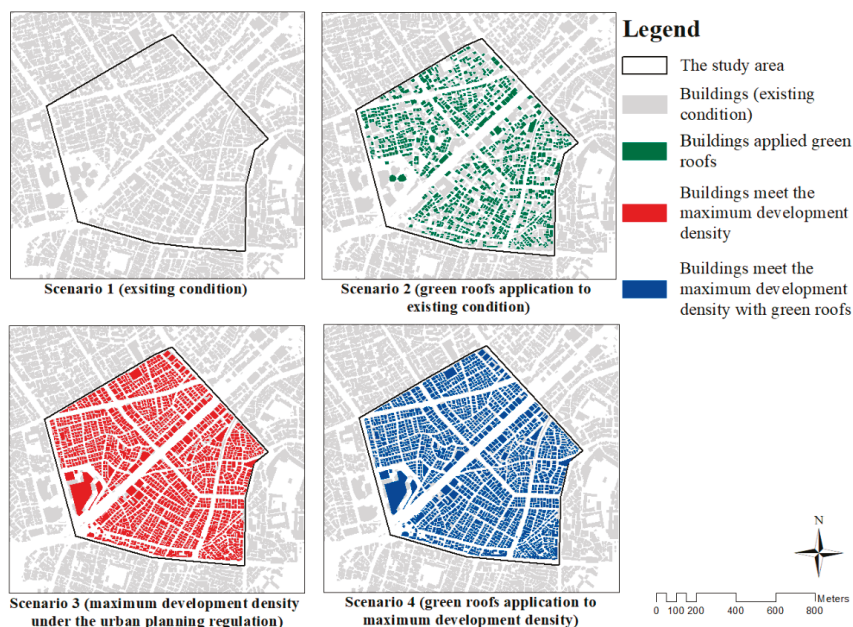 Legend
The study area
Buildings (existing
condition)
Buildings applied green
roofs
Buildings meet the
maximum development
density
Buildings meet the
maximum development
density with green roofs
Scenario 1 (exsiting condition)
Scenario 2 (green roofs application to
existing condition)
Scenario 3 (maximum development density
under the urban planning regulation)
Scenario 4 (green roofs application to
maximum development density)
N
Meters
0 100 200 400 600 800